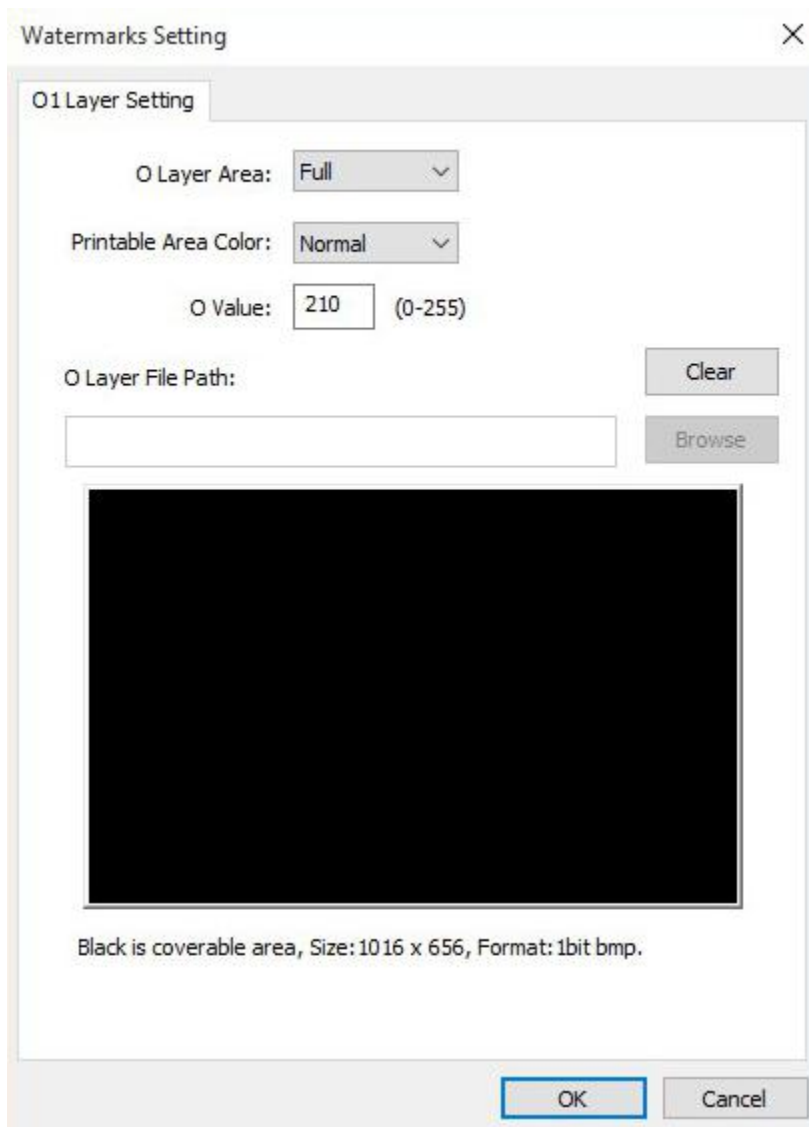 Watermarks Setting
O1 Layer Setting
O Layer Area: Full
Printable Area Color: Normal
O Value: 210 (0-255)
Clear
O Layer File Path:
Browse
Black is coverable area, Size:1016 x 656, Format:1bit bmp.
OK Cancel